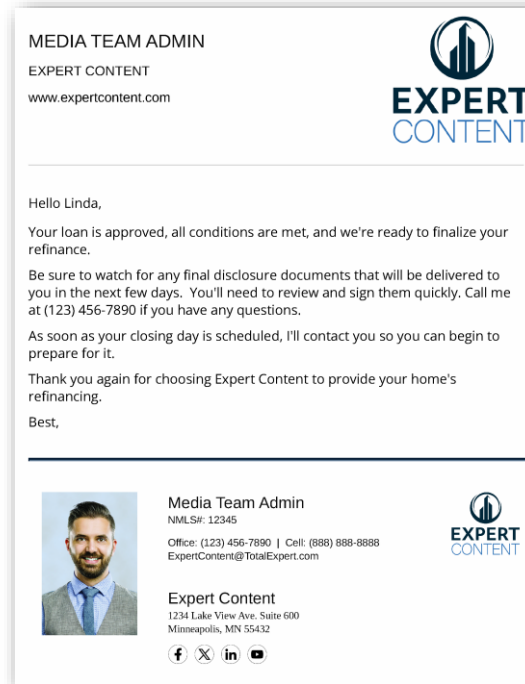 MEDIA TEAM ADMIN
EXPERT CONTENT
www.expertcontent.com
EXPERT
CONTENT
Hello Linda,
Your loan is approved, all conditions are met, and we're ready to finalize your
refinance.
Be sure to watch for any final disclosure documents that will be delivered to
you in the next few days.  You'll need to review and sign them quickly. Call me
at (123) 456-7890 if you have any questions.
As soon as your closing day is scheduled, I'll contact you so you can begin to
prepare for it.
Thank you again for choosing Expert Content to provide your home's
refinancing.
Best,
Media Team Admin
NMLS#: 12345
Office: (123) 456-7890 | Cell: (888) 888-8888
ExpertContent@TotalExpert.com
Expert Content
1234 Lake View Ave. Suite 600
Minneapolis, MN 55432
EXPERT
CONTENT